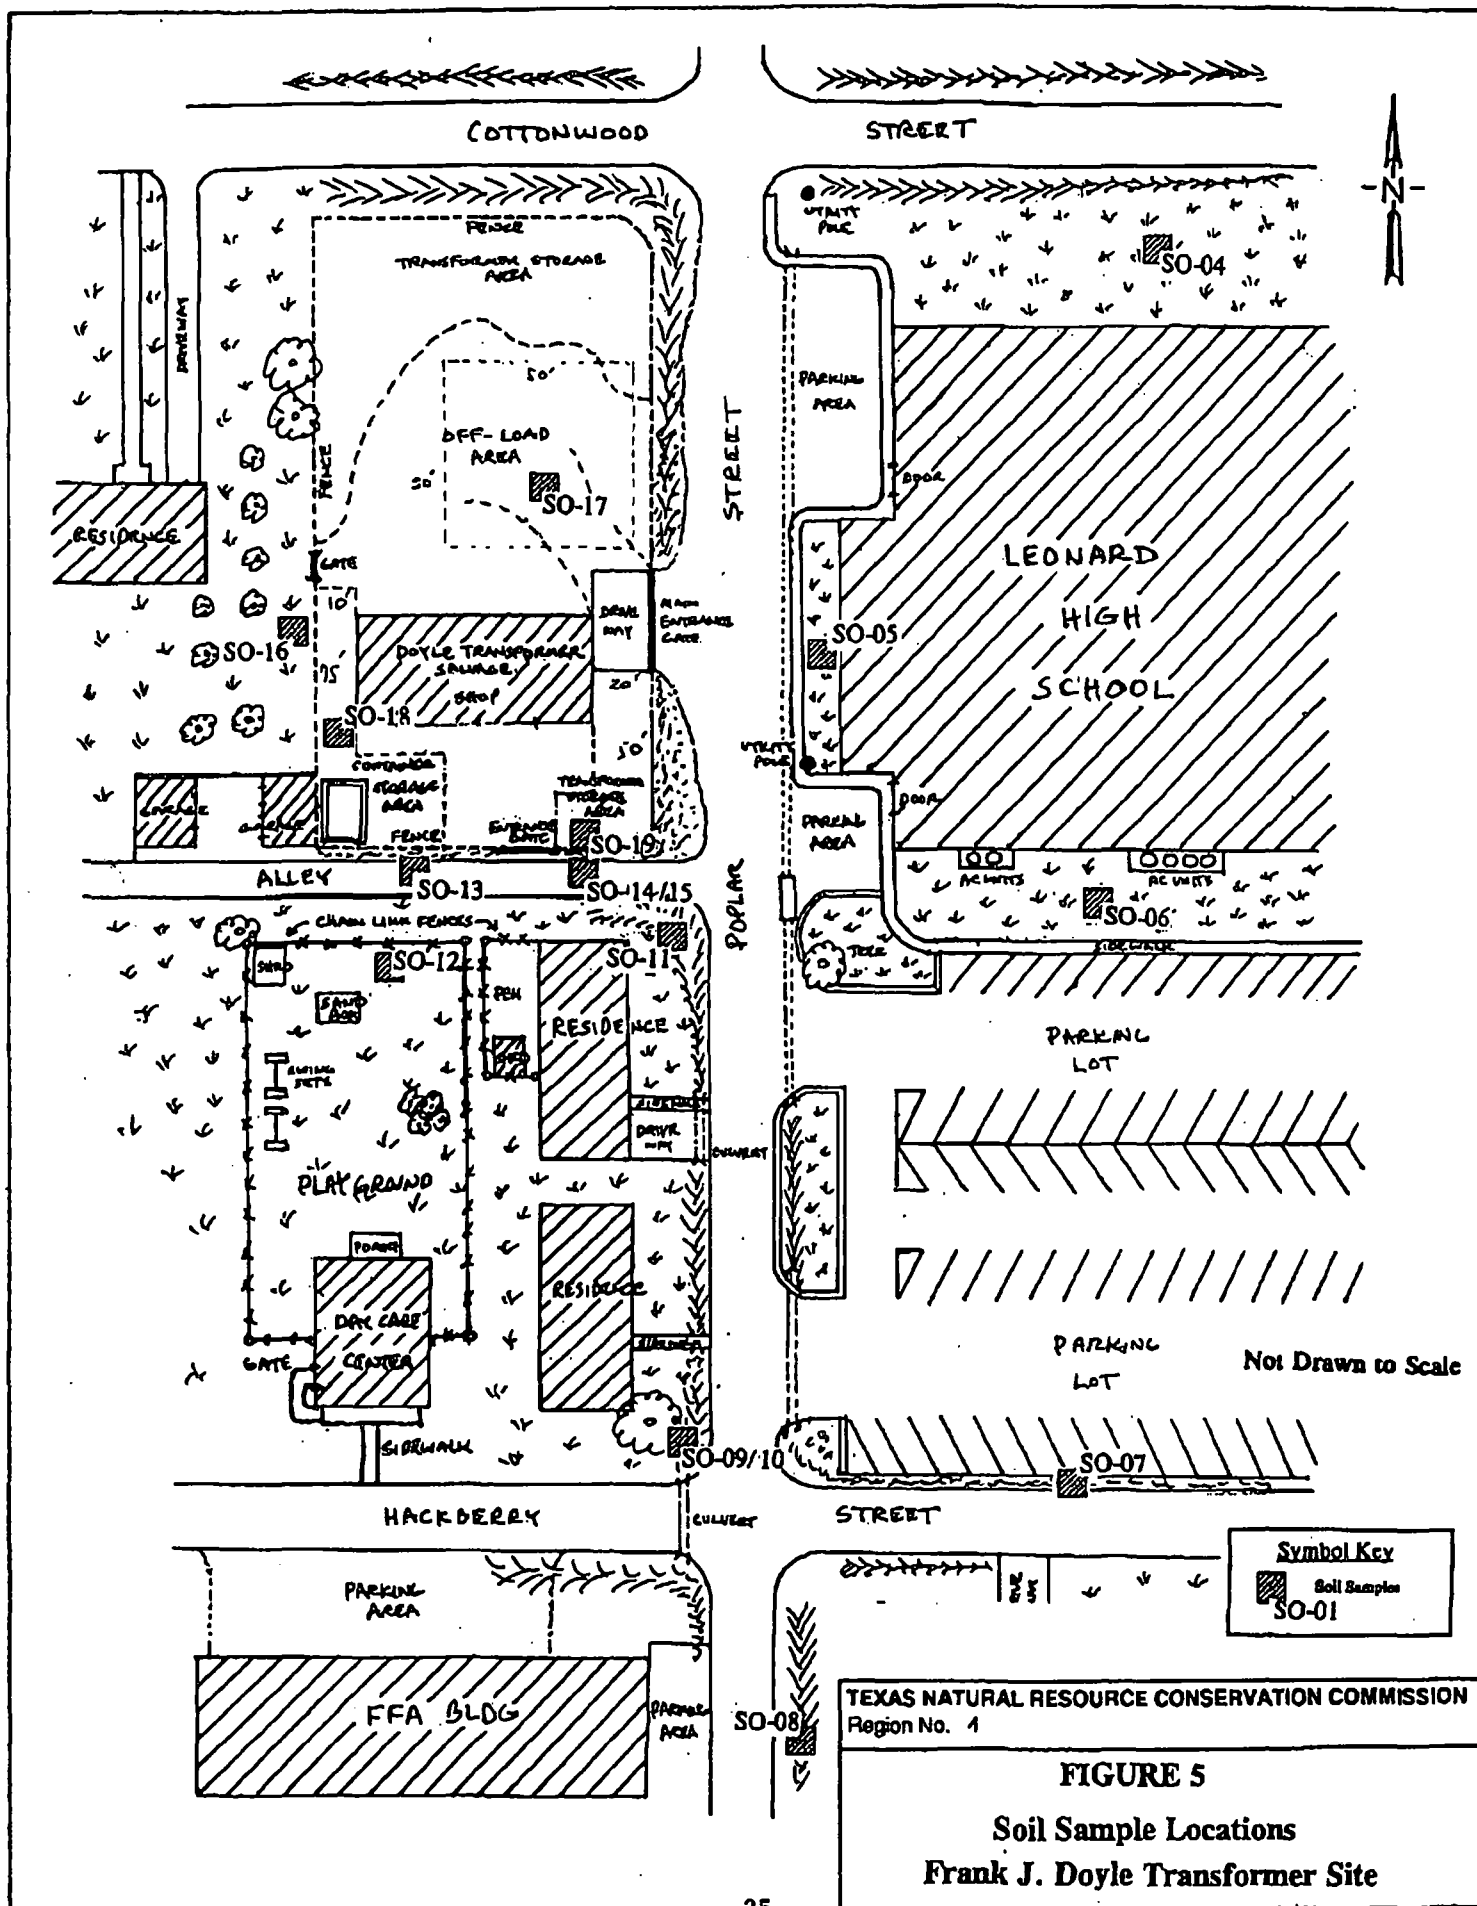 COTTONWOOD STREET
N
UTILITY
POLE
SO-04
FENCE
TRANSFORMER STORAGE
AREA
DRIVEWAY
PARKING
AREA
50'
OFF-LOAD
AREA
50'
SO-17
FENCE
STREET
DOOR
RESIDENCE
GATE
LEONARD
HIGH
SCHOOL
10'
DRIVE
WAY
MAIN
ENTRANCE
GATE
SO-05
SO-16
DOYLE TRANSFORMER
SALVAGE
SHOP
75'
20'
SO-18
50'
UTILITY
POLE
CONTAINER
STORAGE
AREA
TRANSFORMER
STORAGE
AREA
DOOR
GARAGE
GARAGE
FENCE
ENTRANCE
GATE
SO-19
PARKING
AREA
ALLEY
SO-13
SO-14/15
POPLAR
AC UNITS
AC UNITS
SO-06
CHAIN LINK FENCES
SIDEWALK
SHED
SO-12
SO-11
TREE
SAND
BOX
PEN
RESIDENCE
PARKING
LOT
SWING
SETS
SHED
SIDEWALK
DRIVE
WAY
CULVERT
PLAYGROUND
PORCH
RESIDENCE
DAY CARE
CENTER
GATE
SIDEWALK
PARKING
LOT
Not Drawn to Scale
SIDEWALK
SO-09/10
SO-07
HACKBERRY STREET
CULVERT
Symbol Key
Soil Samples
SO-01
PARKING
AREA
FFA BLDG
PARKING
AREA
SO-08
TEXAS NATURAL RESOURCE CONSERVATION COMMISSION
Region No. 4
FIGURE 5
Soil Sample Locations
Frank J. Doyle Transformer Site
25